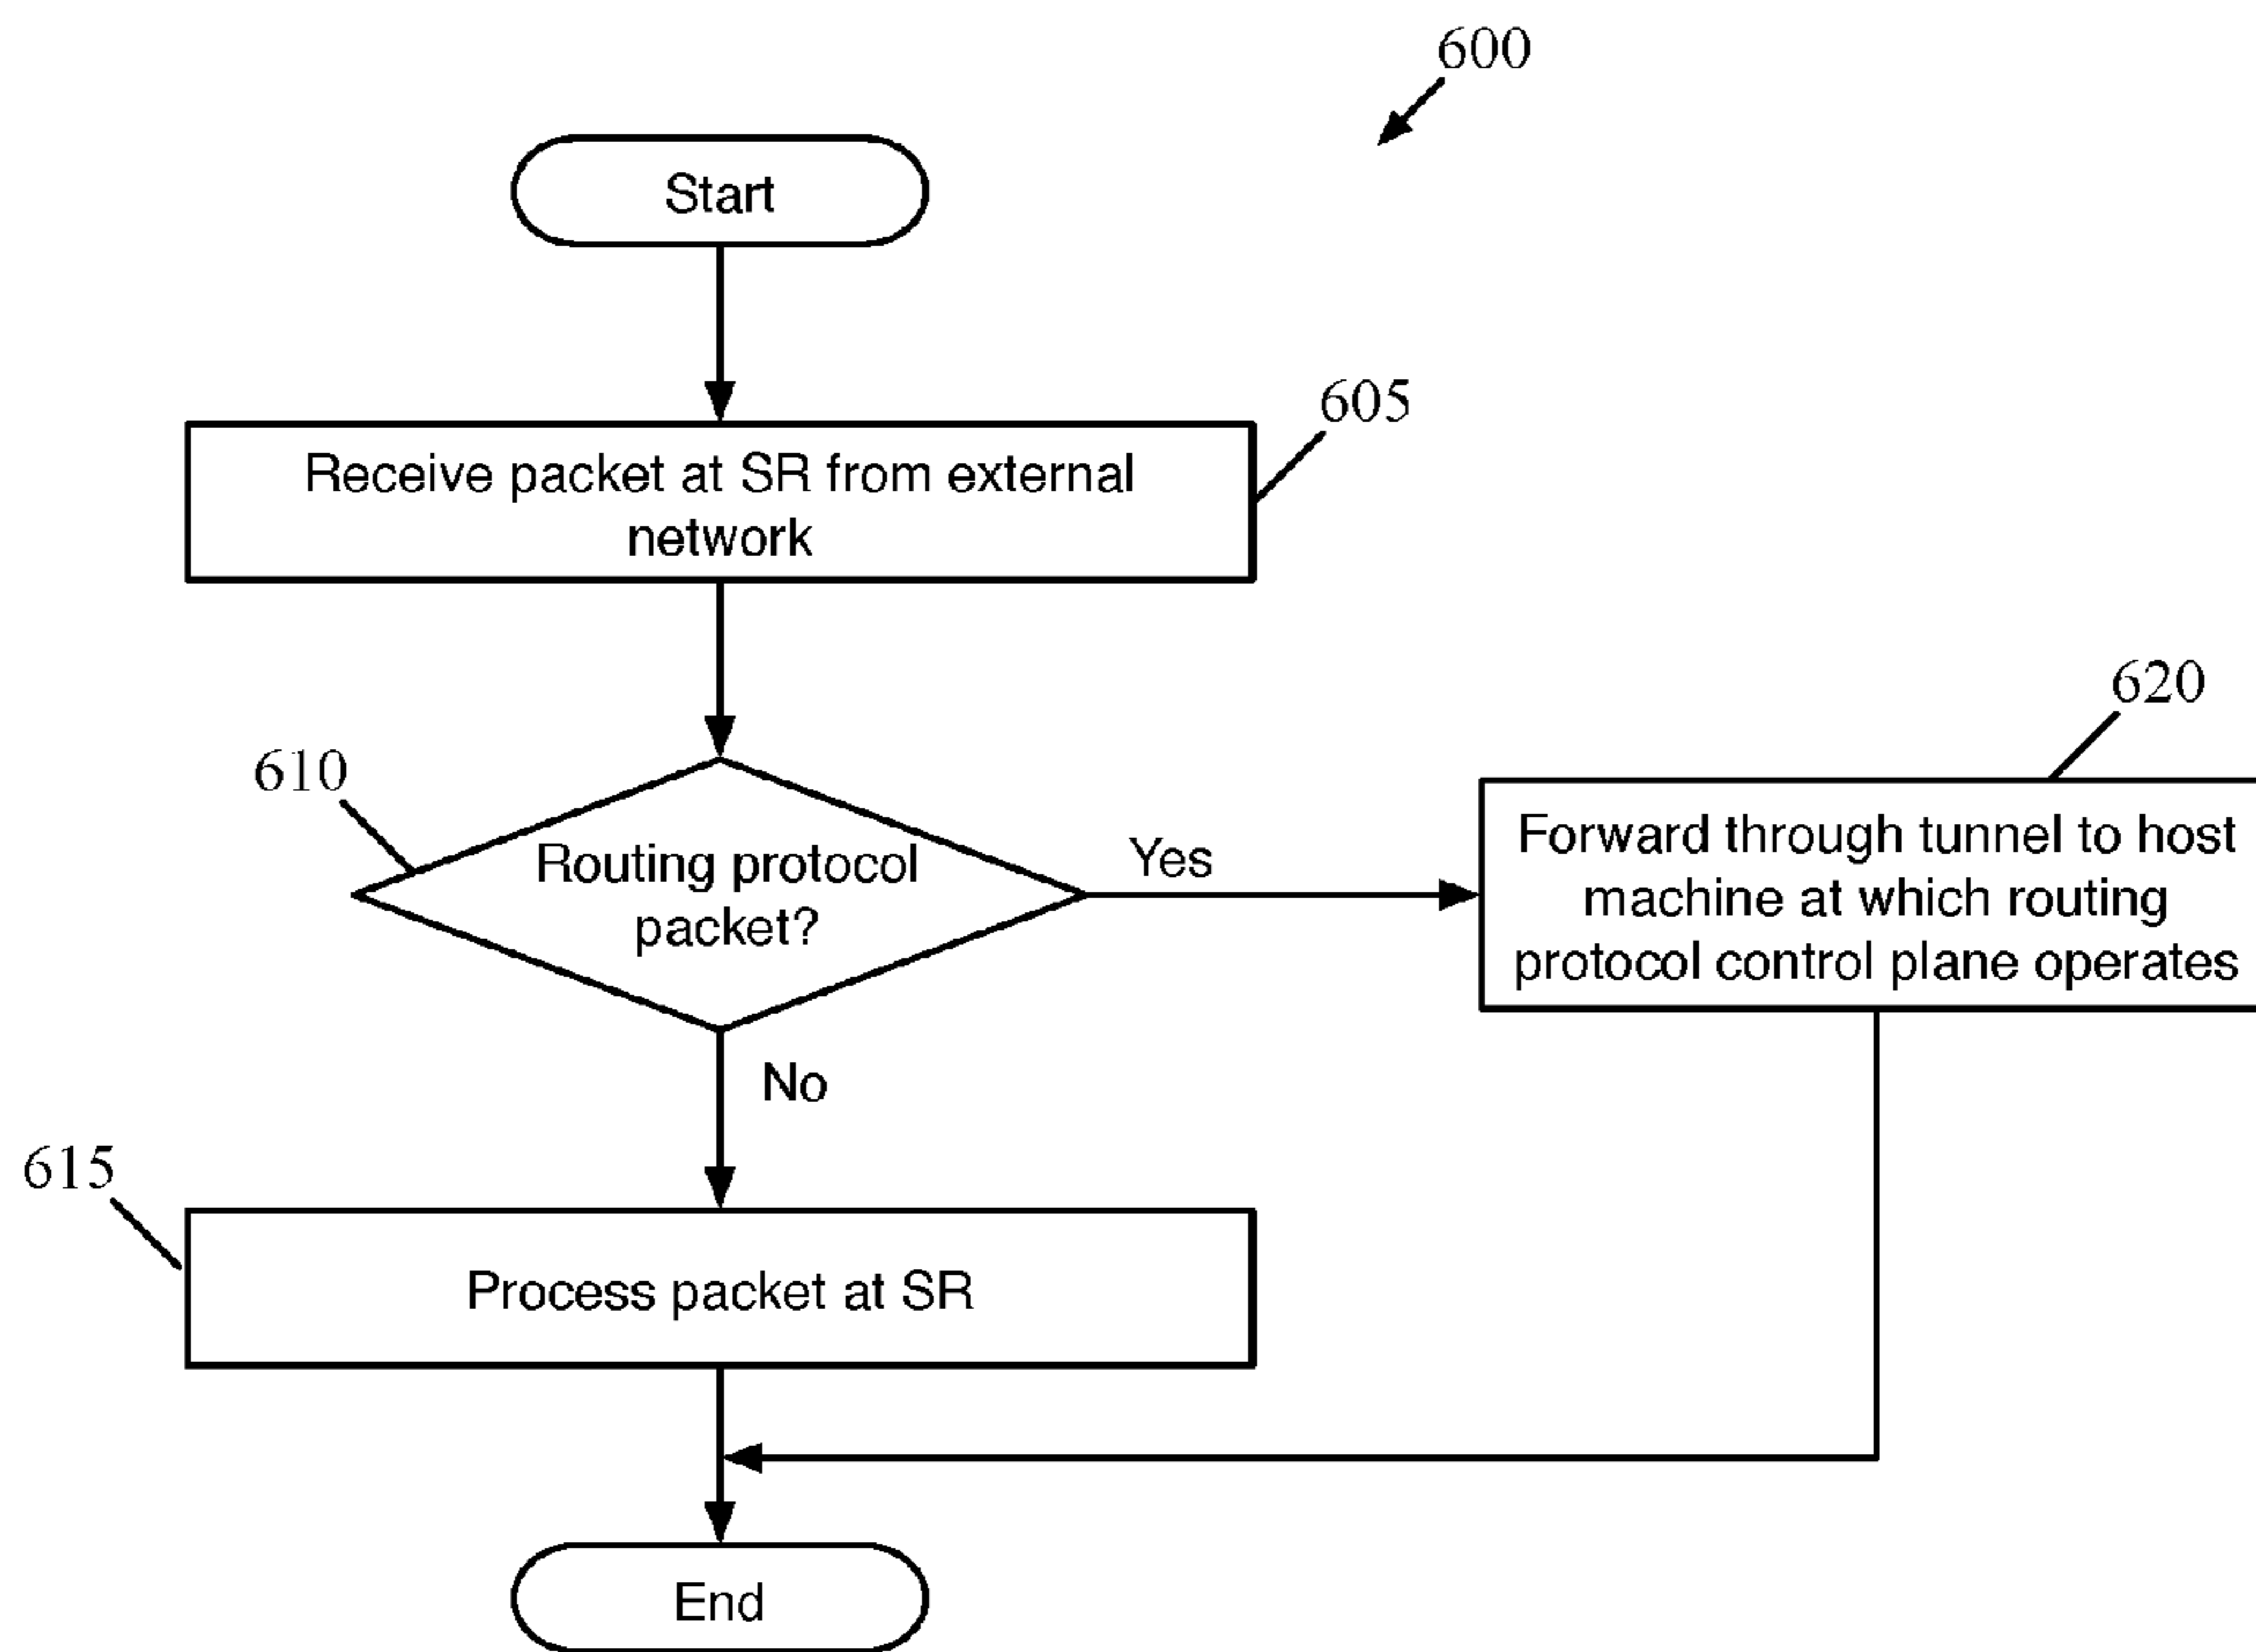 600
Start
605
Receive packet at SR from external
network
610
Routing protocol
packet?
Yes
620
Forward through tunnel to host
machine at which routing
protocol control plane operates
No
615
Process packet at SR
End